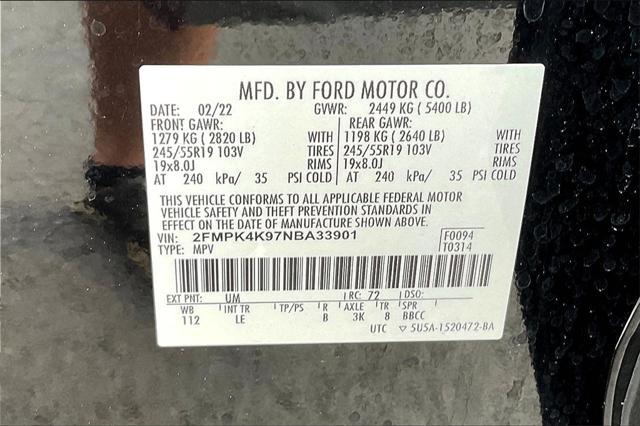 MFD. BY FORD MOTOR CO.
DATE: 02/22 GVWR: 2449 KG ( 5400 LB)
FRONT GAWR: REAR GAWR:
1279 KG ( 2820 LB) WITH 1198 KG ( 2640 LB) WITH
245/55R19 103V TIRES 245/55R19 103V TIRES
19x8.0J RIMS 19x8.0J RIMS
AT 240 kPa/ 35 PSI COLD AT 240 kPa/ 35 PSI COLD
THIS VEHICLE CONFORMS TO ALL APPLICABLE FEDERAL MOTOR
VEHICLE SAFETY AND THEFT PREVENTION STANDARDS IN
EFFECT ON THE DATE OF MANUFACTURE SHOWN ABOVE.
VIN: 2FMPK4K97NBA33901 F0094
TYPE: MPV T0314
EXT PNT: UM RC: 72 DSO:
WB INT TR TP/PS R AXLE TR SPR
112 LE B 3K 8 BBCC
UTC ▽ 5U5A-1520472-BA